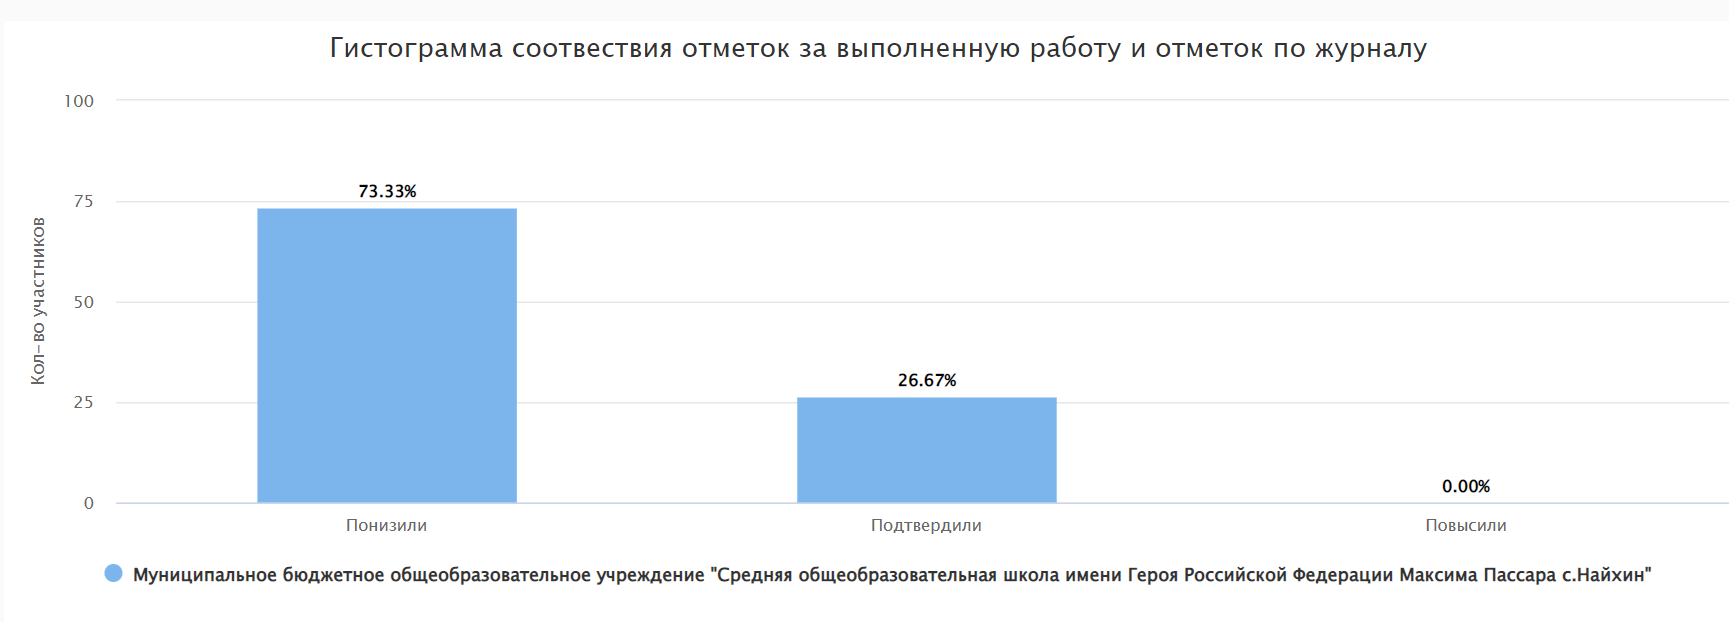 Гистограмма соотвествия отметок за выполненную работу и отметок по журналу
100
75
50
25
0
Кол-во участников
73.33%
26.67%
0.00%
Понизили
Подтвердили
Повысили
Муниципальное бюджетное общеобразовательное учреждение "Средняя общеобразовательная школа имени Героя Российской Федерации Максима Пассара с.Найхин"